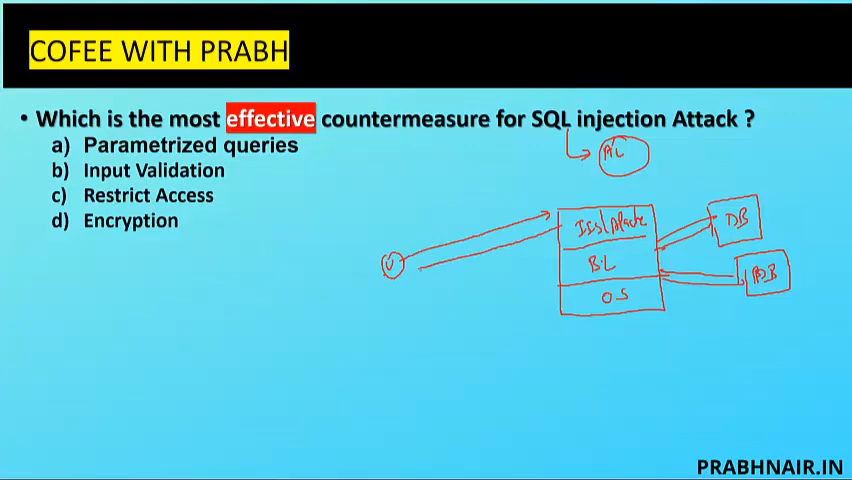 COFEE WITH PRABH
• Which is the most effective countermeasure for SQL injection Attack ?
a) Parametrized queries
b) Input Validation
c) Restrict Access
d) Encryption
AL
IIS/Apache
DB
U
BL
DB
OS
PRABHNAIR.IN